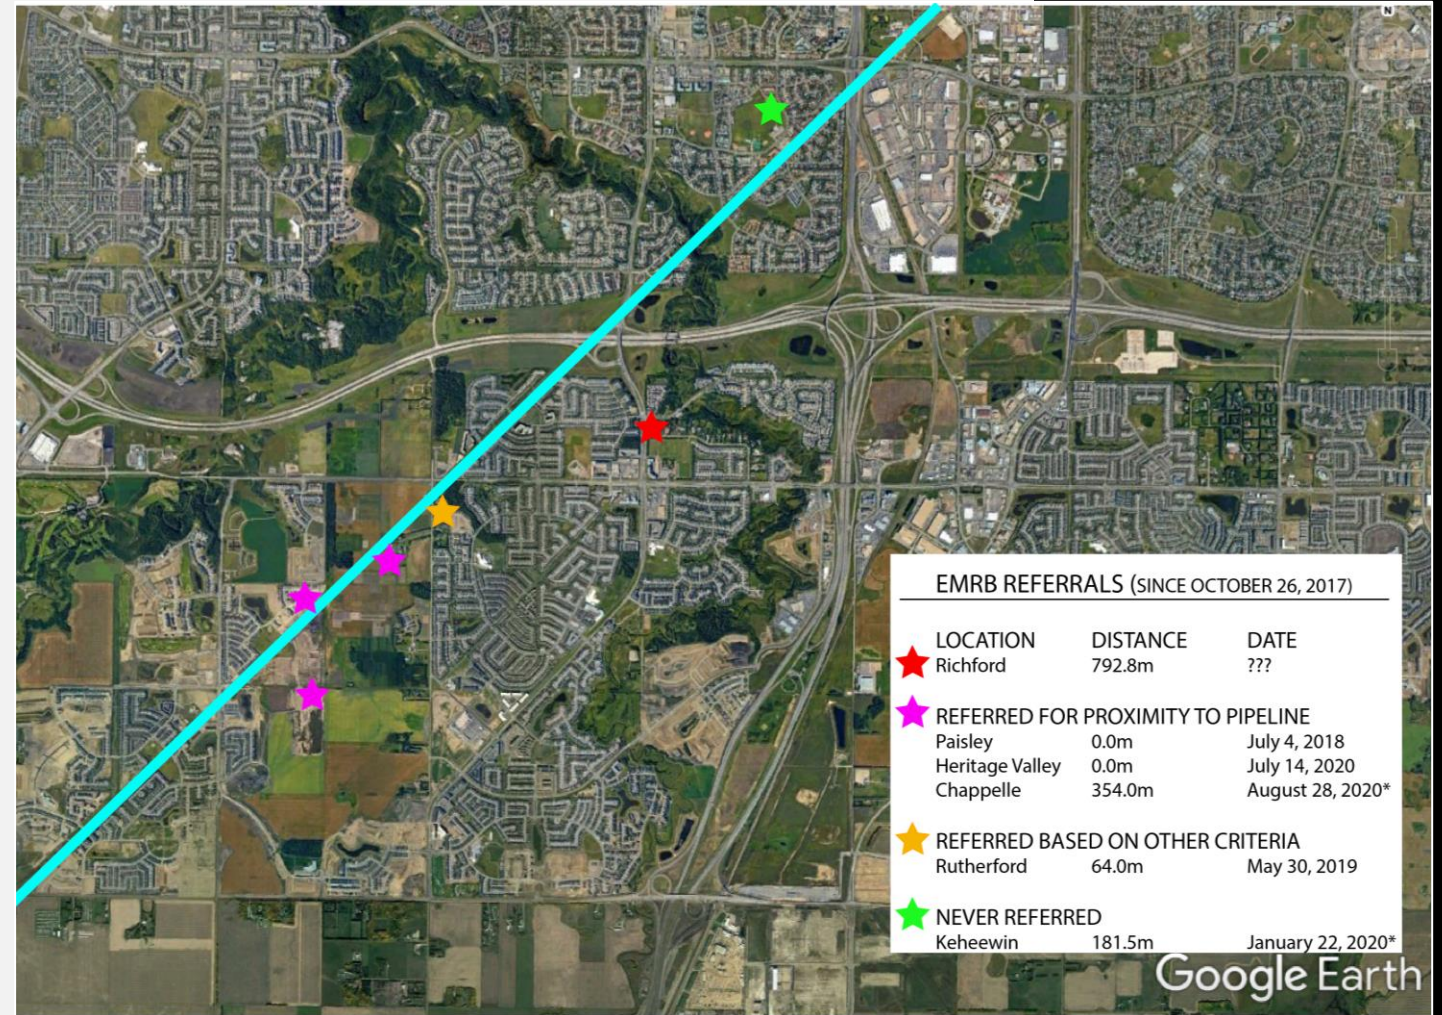 N
EMRB REFERRALS (SINCE OCTOBER 26, 2017)
LOCATION DISTANCE DATE
Richford 792.8m ???
REFERRED FOR PROXIMITY TO PIPELINE
Paisley 0.0m July 4, 2018
Heritage Valley 0.0m July 14, 2020
Chappelle 354.0m August 28, 2020*
REFERRED BASED ON OTHER CRITERIA
Rutherford 64.0m May 30, 2019
NEVER REFERRED
Keheewin 181.5m January 22, 2020*
Google Earth